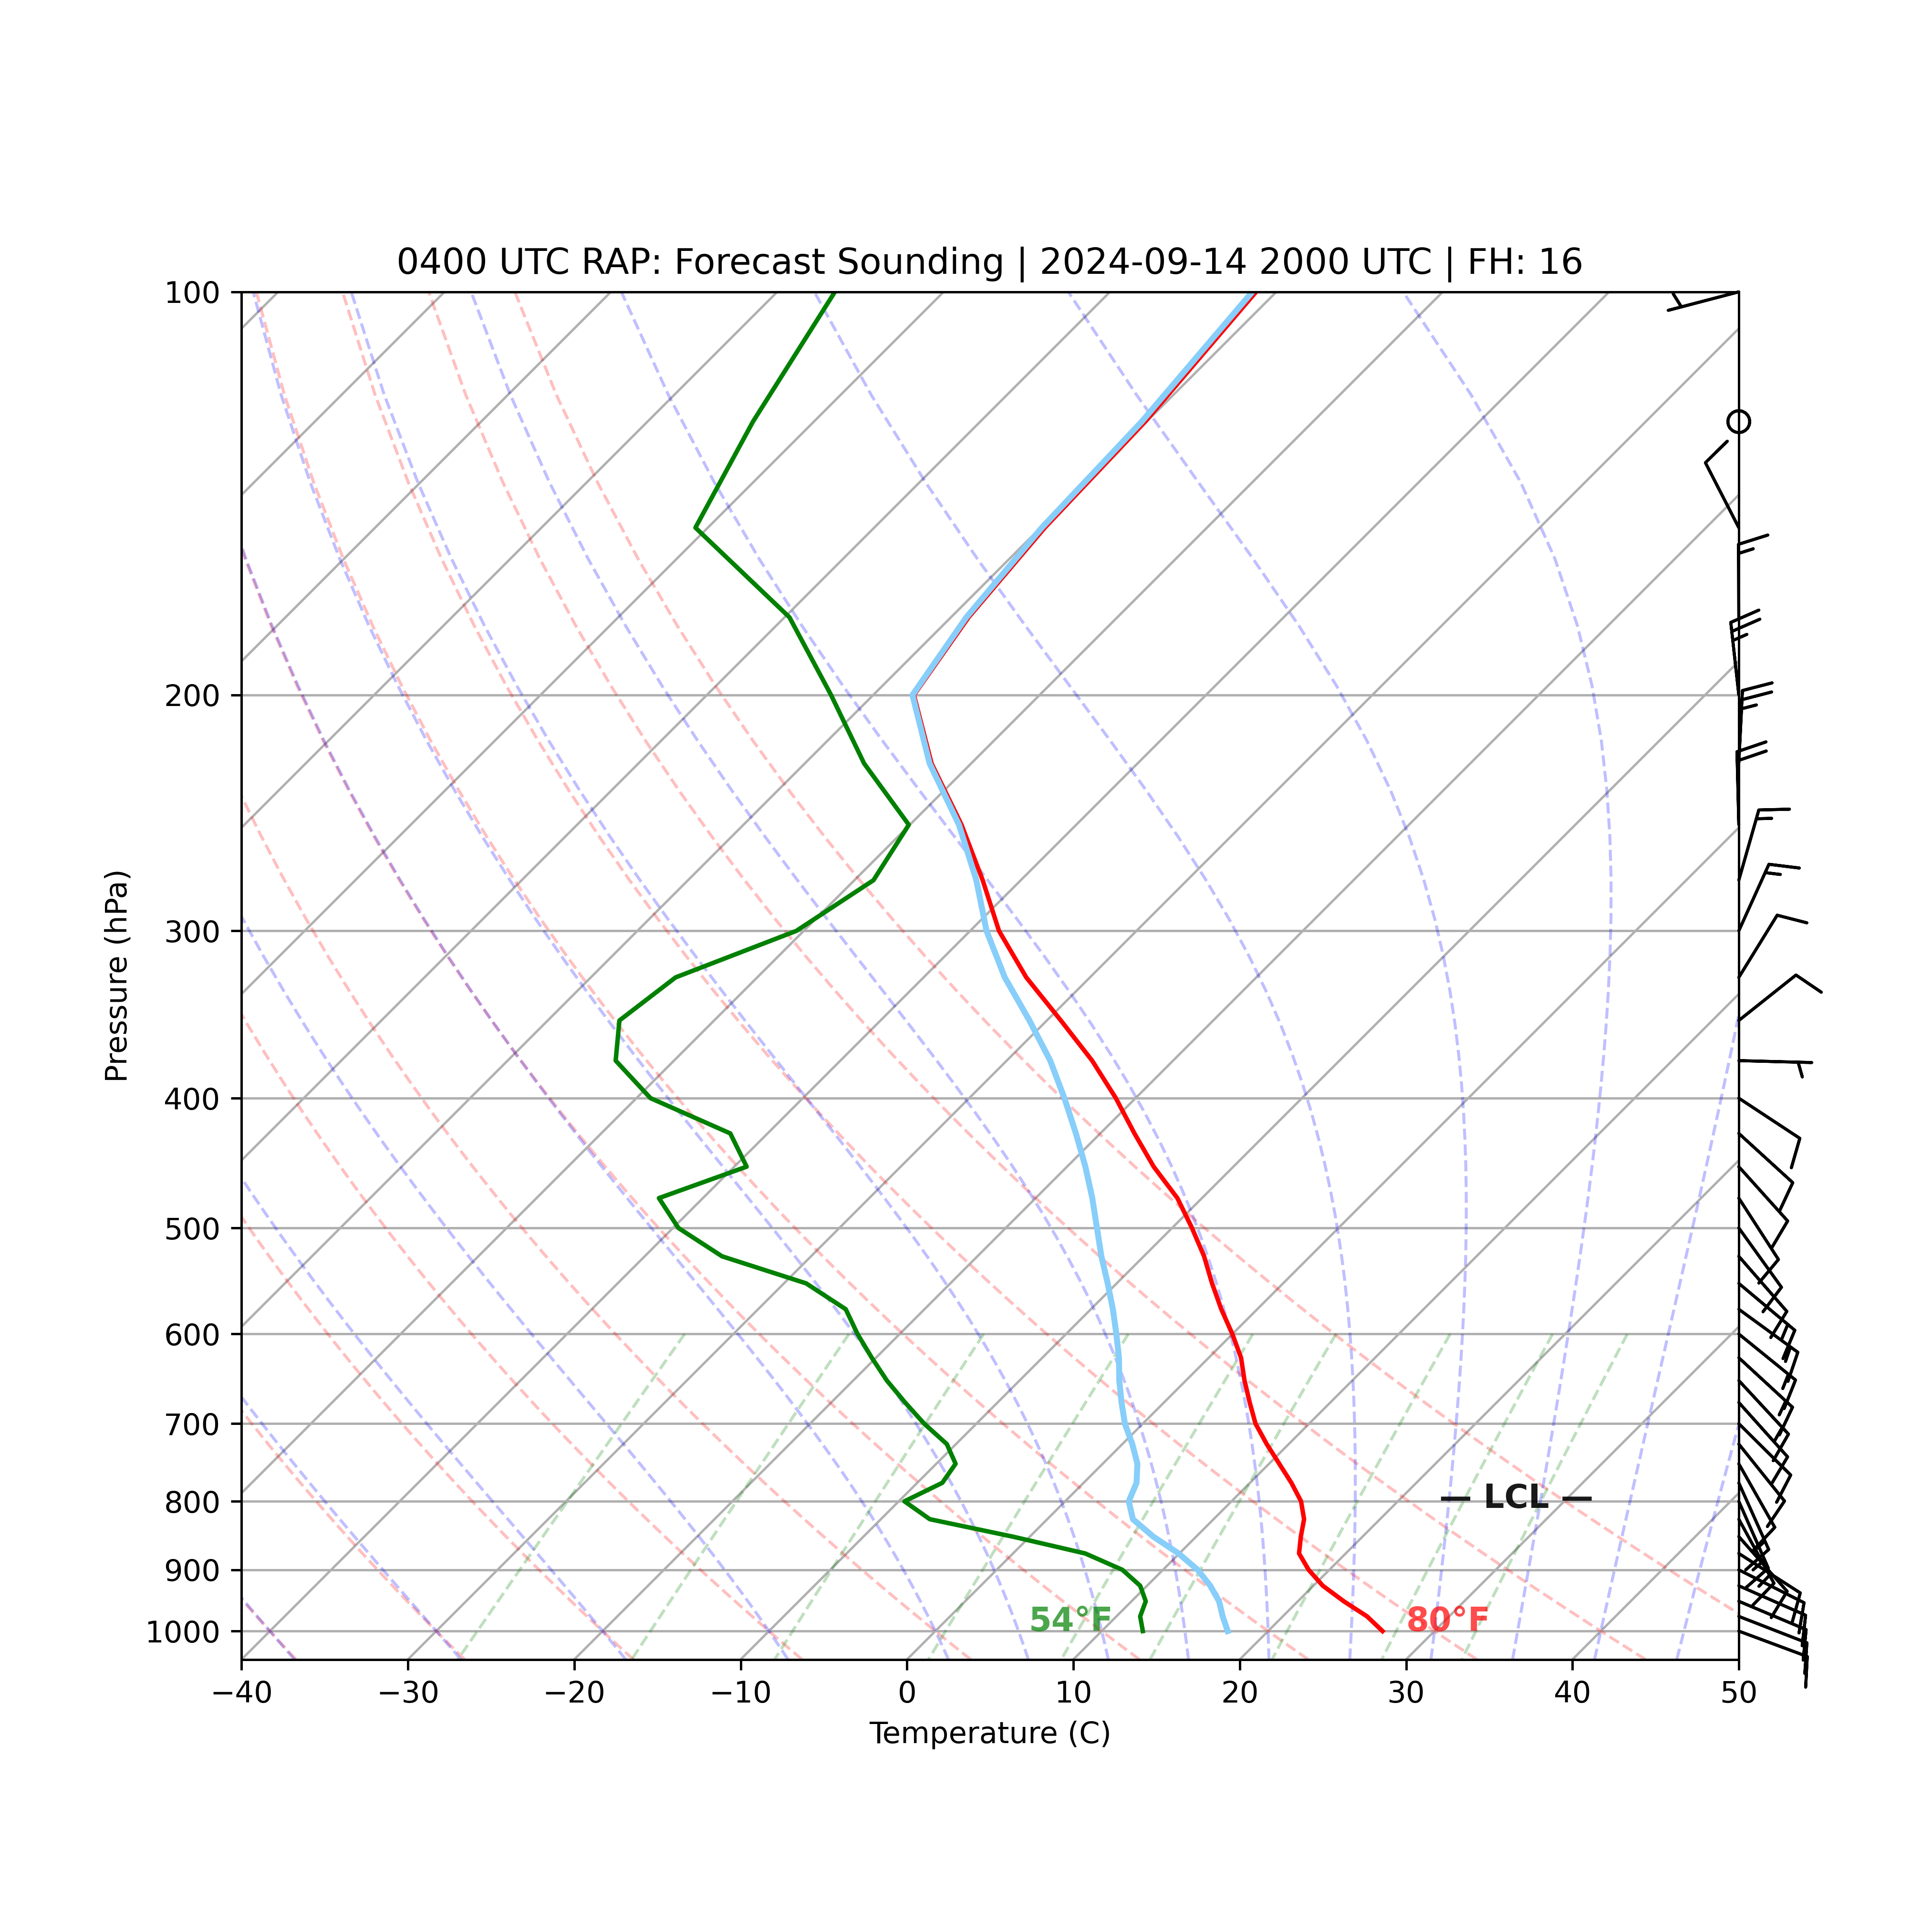 0400 UTC RAP: Forecast Sounding | 2024-09-14 2000 UTC | FH: 16
100
200
300
400
500
600
700
800
900
1000
Pressure (hPa)
— LCL —
54°F
80°F
−40 −30 −20 −10 0 10 20 30 40 50
Temperature (C)